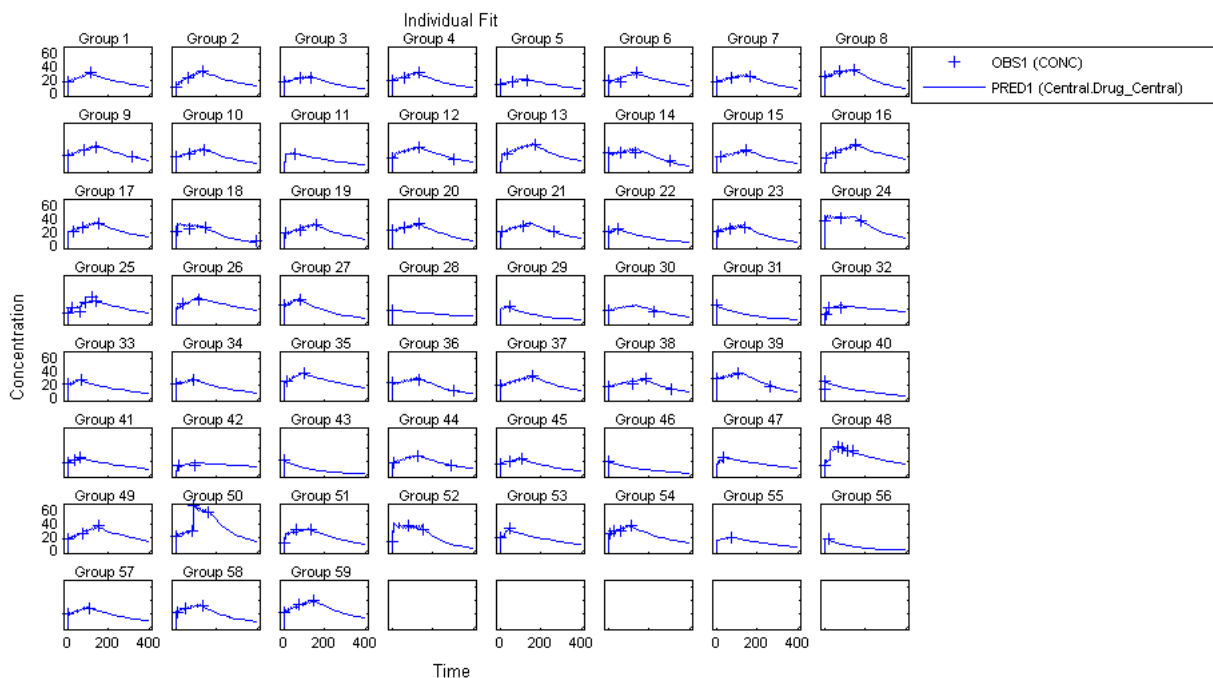 Individual Fit
Group 1 Group 2 Group 3 Group 4 Group 5 Group 6 Group 7 Group 8
60
40
20
0
OBS1 (CONC)
PRED1 (Central.Drug_Central)
Group 9 Group 10 Group 11 Group 12 Group 13 Group 14 Group 15 Group 16
Group 17 Group 18 Group 19 Group 20 Group 21 Group 22 Group 23 Group 24
60
40
20
0
Group 25 Group 26 Group 27 Group 28 Group 29 Group 30 Group 31 Group 32
Concentration
Group 33 Group 34 Group 35 Group 36 Group 37 Group 38 Group 39 Group 40
60
40
20
0
Group 41 Group 42 Group 43 Group 44 Group 45 Group 46 Group 47 Group 48
Group 49 Group 50 Group 51 Group 52 Group 53 Group 54 Group 55 Group 56
60
40
20
0
Group 57 Group 58 Group 59
0 200 400 0 200 400 0 200 400 0 200 400
Time